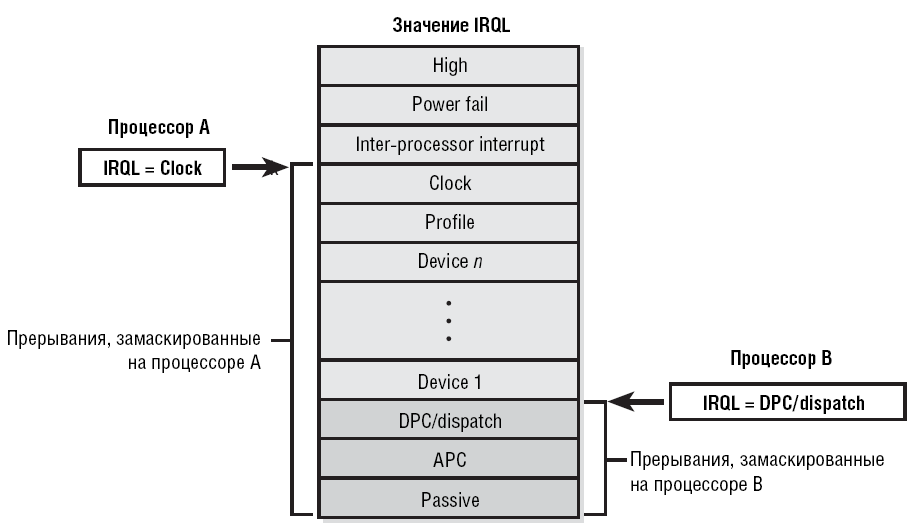 Значение IRQL
High
Power fail
Процессор А
Inter-processor interrupt
IRQL = Clock
Clock
Profile
Device n
Прерывания, замаскированные
на процессоре А
Процессор В
Device 1
IRQL = DPC/dispatch
DPC/dispatch
APC
Прерывания, замаскированные
на процессоре В
Passive